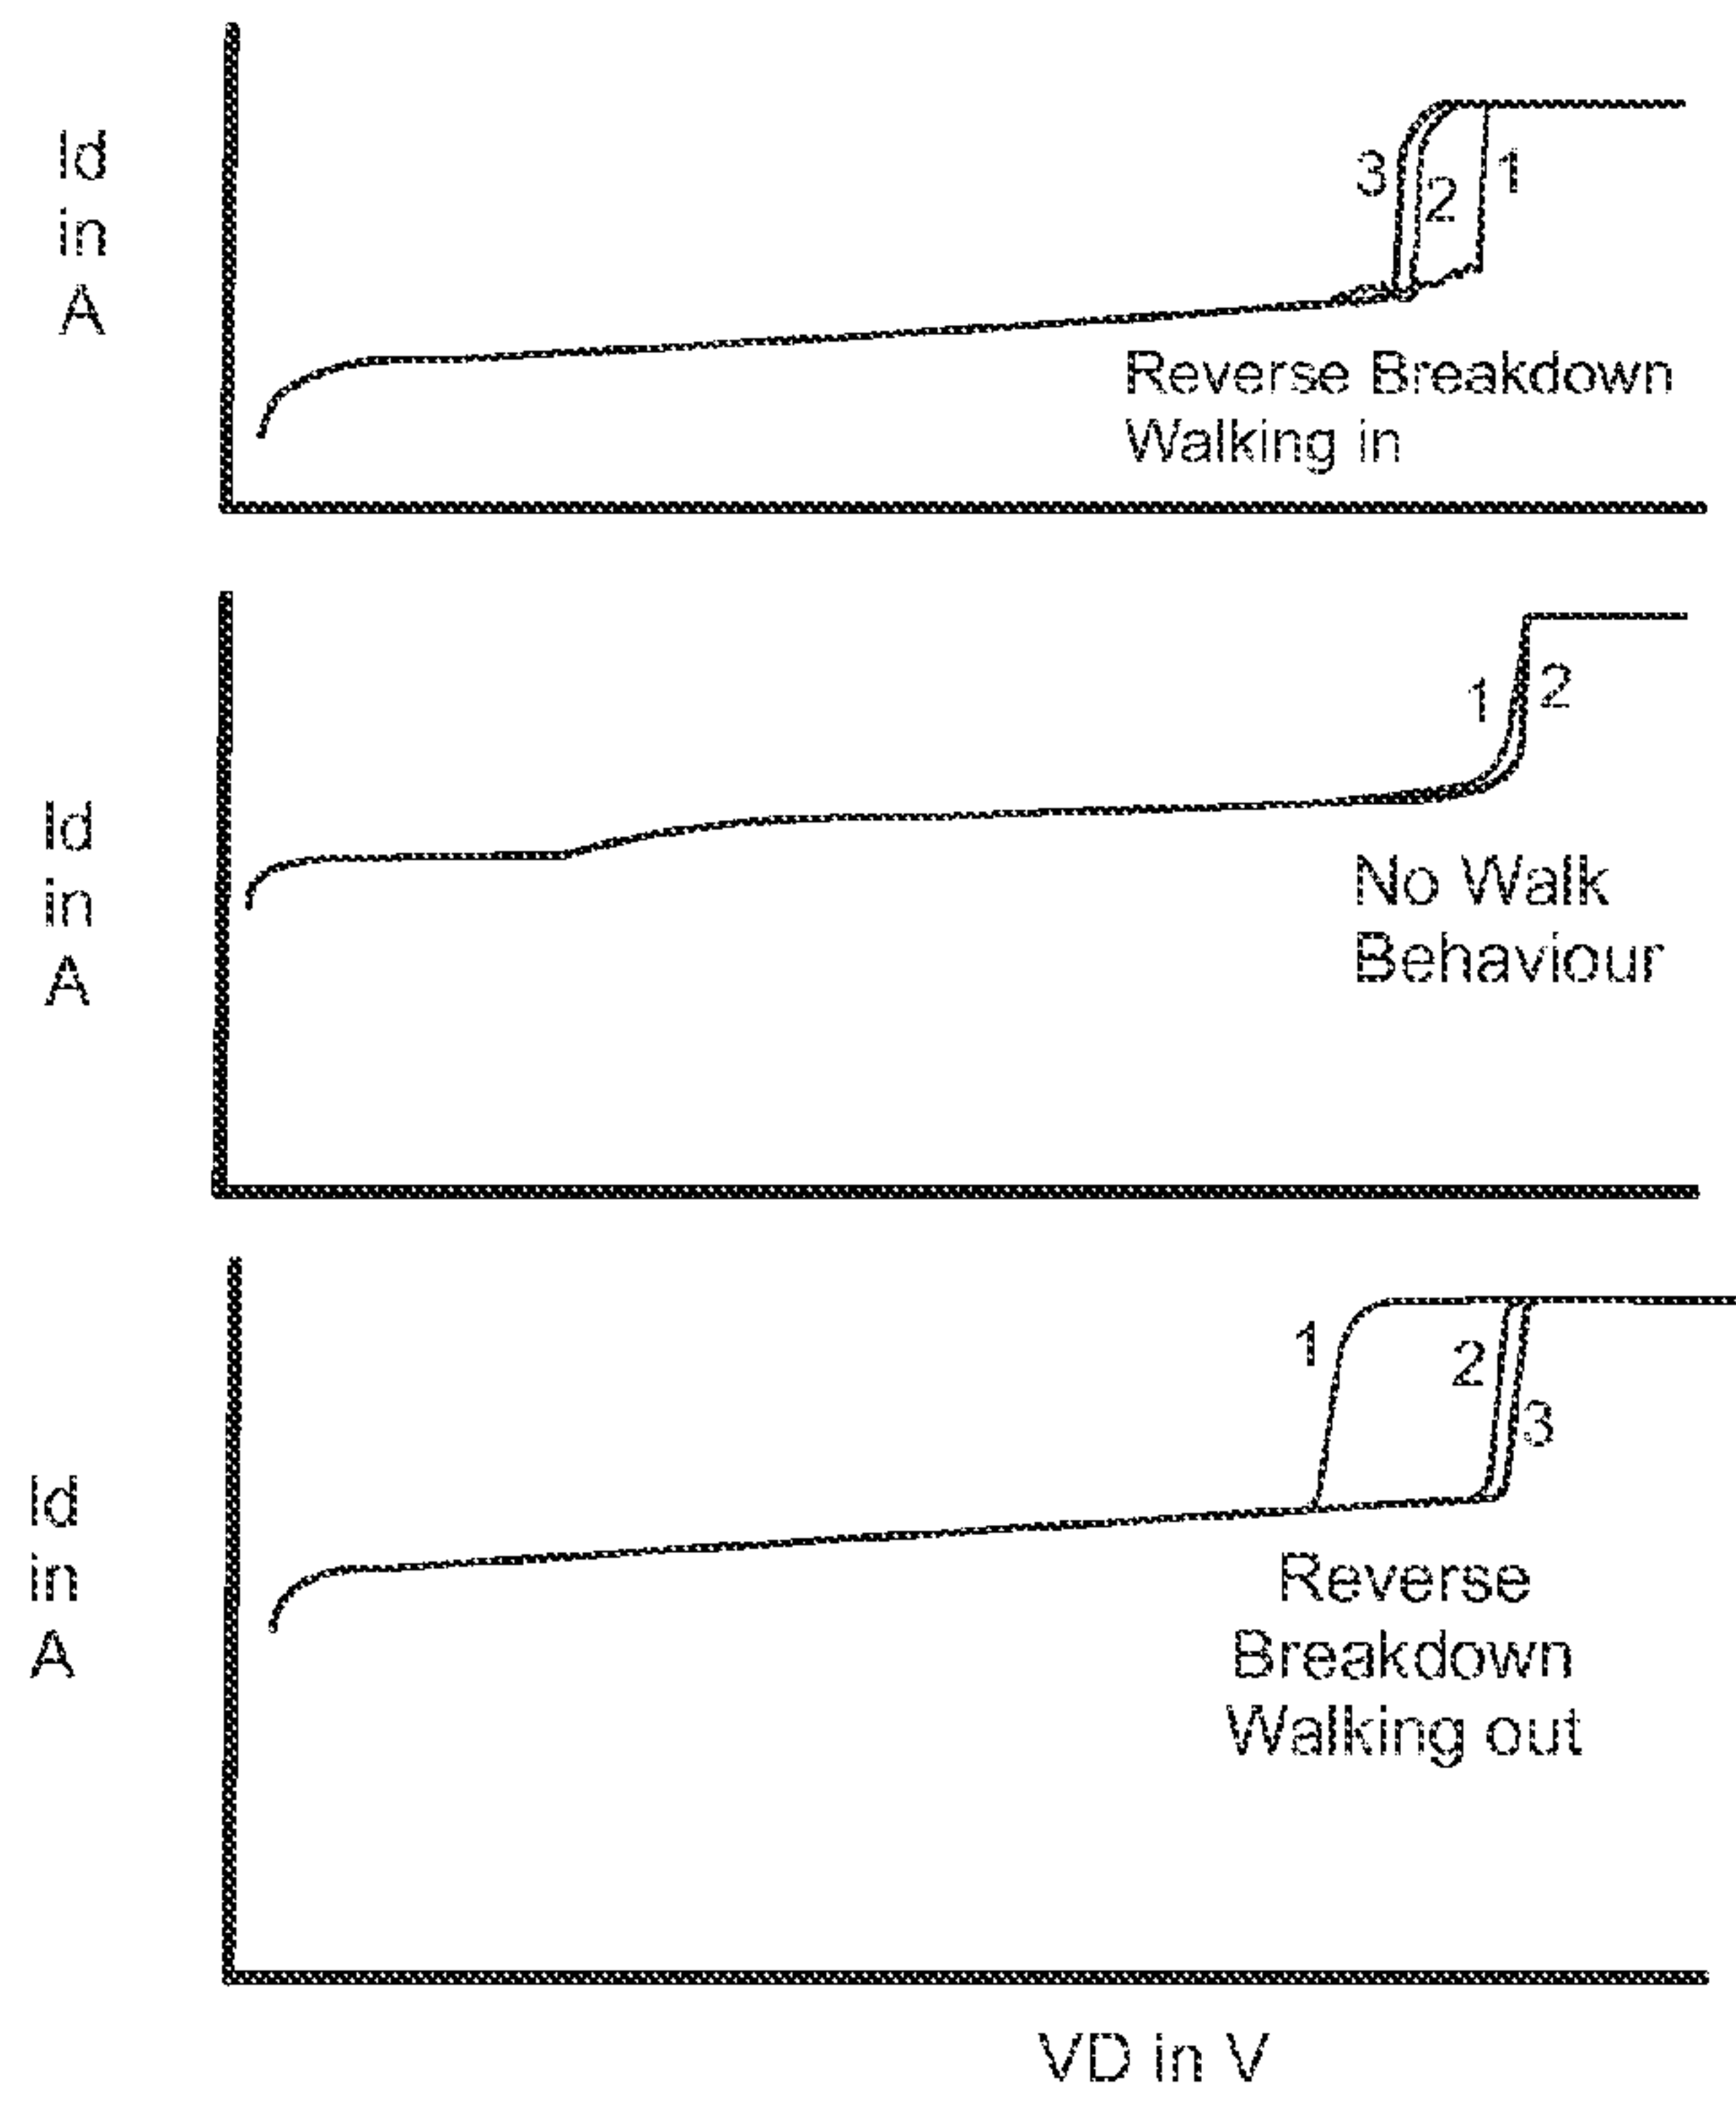 Id
in
A
3
2
1
Reverse Breakdown
Walking in
Id
in
A
1
2
No Walk
Behaviour
Id
in
A
1
2
3
Reverse
Breakdown
Walking out
VD in V